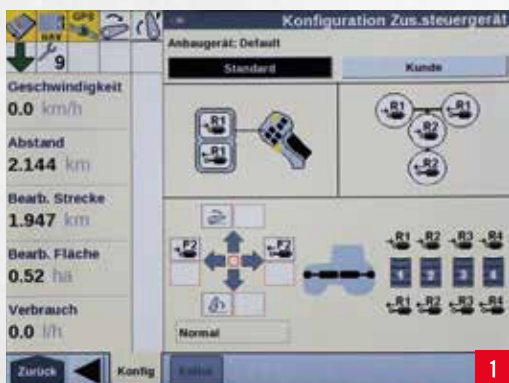 GPS
NAV
Konfiguration Zus.steuergerät
9
Anbaugerät: Default
Standard
Kunde
Geschwindigkeit
0.0 km/h
Abstand
2.144 km
Bearb. Strecke
1.947 km
Bearb. Fläche
0.52 ha
Verbrauch
0.0 l/h
R1
R1
R1
R1
R2
R2
F2
F2
R1 R2 R3 R4
1 2 3 4
R1 R2 R3 R4
Normal
Zurück
Konfig
1